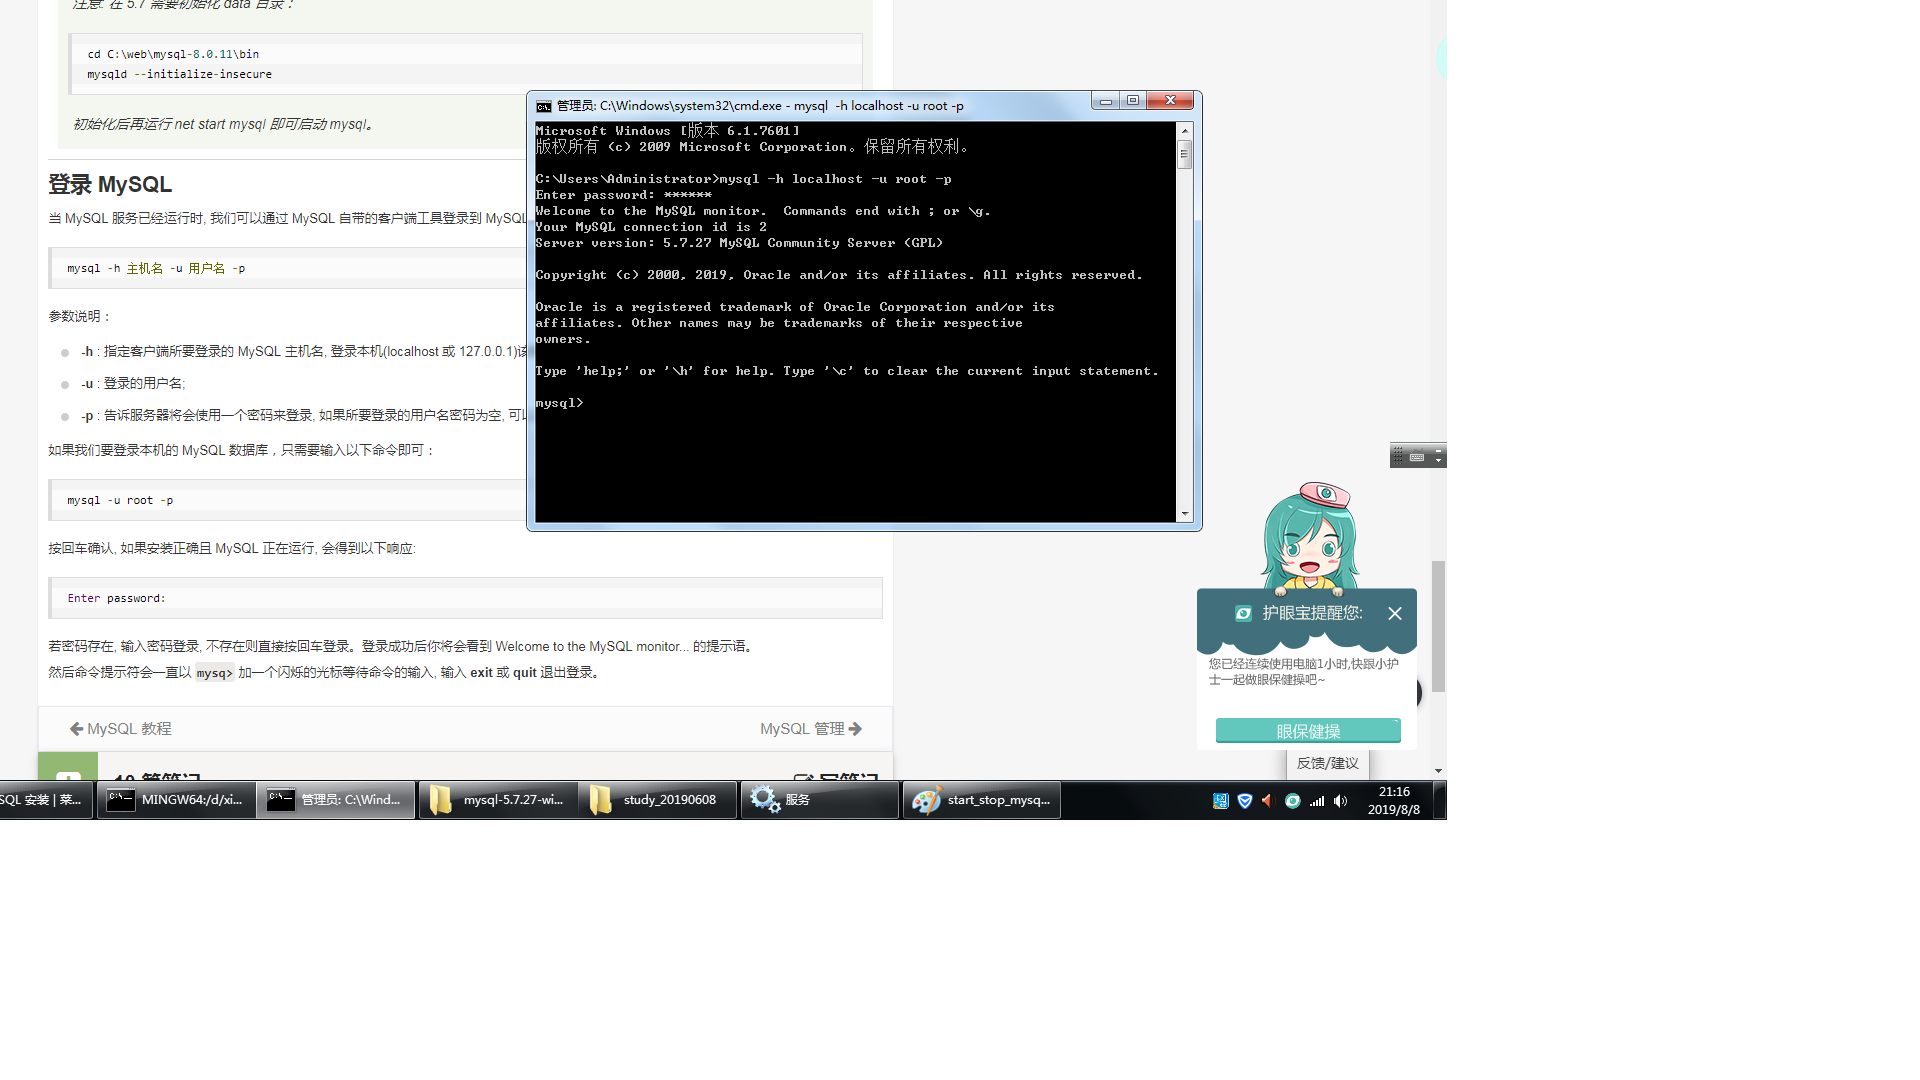 注意: 在 5.7 需要初始化 data 目录：
cd C:\web\mysql-8.0.11\bin
mysqld --initialize-insecure
初始化后再运行 net start mysql 即可启动 mysql。
登录 MySQL
当 MySQL 服务已经运行时, 我们可以通过 MySQL 自带的客户端工具登录到 MySQL
mysql -h 主机名 -u 用户名 -p
参数说明：
-h : 指定客户端所要登录的 MySQL 主机名, 登录本机(localhost 或 127.0.0.1)该
-u : 登录的用户名;
-p : 告诉服务器将会使用一个密码来登录, 如果所要登录的用户名密码为空, 可以
如果我们要登录本机的 MySQL 数据库，只需要输入以下命令即可：
mysql -u root -p
按回车确认, 如果安装正确且 MySQL 正在运行, 会得到以下响应:
Enter password:
若密码存在, 输入密码登录, 不存在则直接按回车登录。登录成功后你将会看到 Welcome to the MySQL monitor... 的提示语。
然后命令提示符会一直以 mysq> 加一个闪烁的光标等待命令的输入, 输入 exit 或 quit 退出登录。
MySQL 教程
MySQL 管理
10 篇笔记
写笔记
管理员: C:\Windows\system32\cmd.exe - mysql  -h localhost -u root -p
Microsoft Windows [版本 6.1.7601]
版权所有 (c) 2009 Microsoft Corporation。保留所有权利。
C:\Users\Administrator>mysql -h localhost -u root -p
Enter password: ******
Welcome to the MySQL monitor.  Commands end with ; or \g.
Your MySQL connection id is 2
Server version: 5.7.27 MySQL Community Server (GPL)
Copyright (c) 2000, 2019, Oracle and/or its affiliates. All rights reserved.
Oracle is a registered trademark of Oracle Corporation and/or its
affiliates. Other names may be trademarks of their respective
owners.
Type 'help;' or '\h' for help. Type '\c' to clear the current input statement.
mysql>
护眼宝提醒您:
您已经连续使用电脑1小时,快跟小护
士一起做眼保健操吧~
眼保健操
反馈/建议
SQL 安装 | 菜...
MINGW64:/d/xi...
管理员: C:\Wind...
mysql-5.7.27-wi...
study_20190608
服务
start_stop_mysq...
21:16
2019/8/8